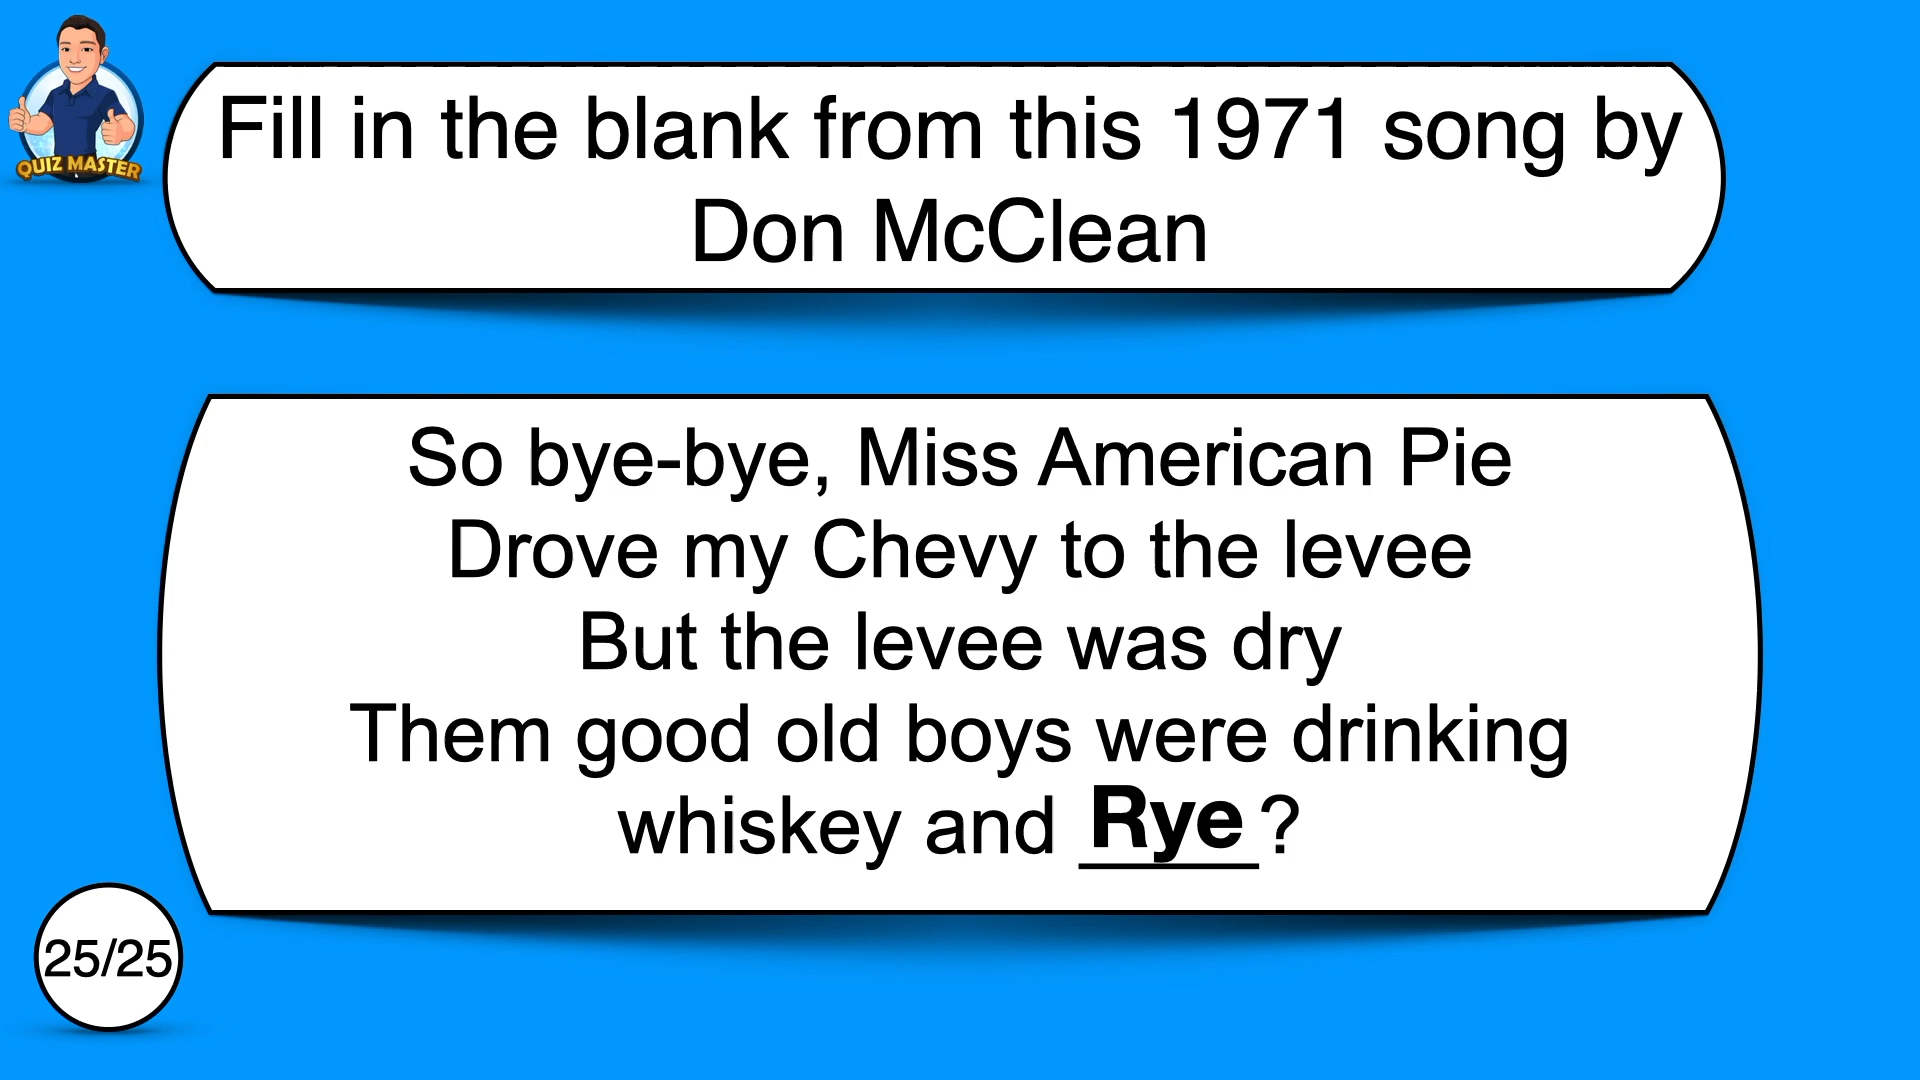 QUIZ MASTER
Fill in the blank from this 1971 song by
Don McClean
So bye-bye, Miss American Pie
Drove my Chevy to the levee
But the levee was dry
Them good old boys were drinking
whiskey and Rye?
25/25